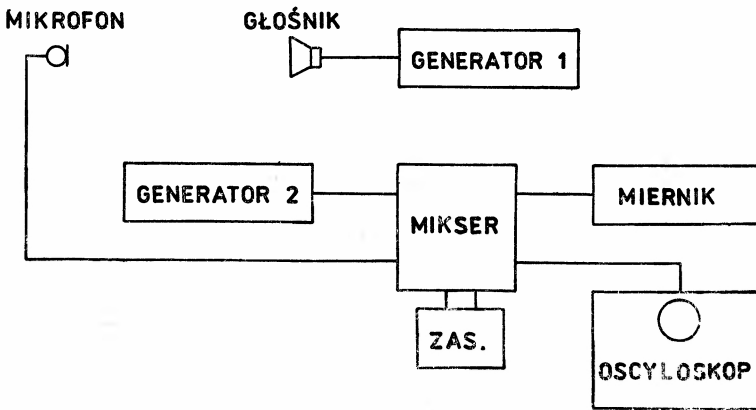 MIKROFON
GŁOŚNIK
GENERATOR 1
GENERATOR 2
MIKSER
MIERNIK
ZAS.
OSCYLOSKOP